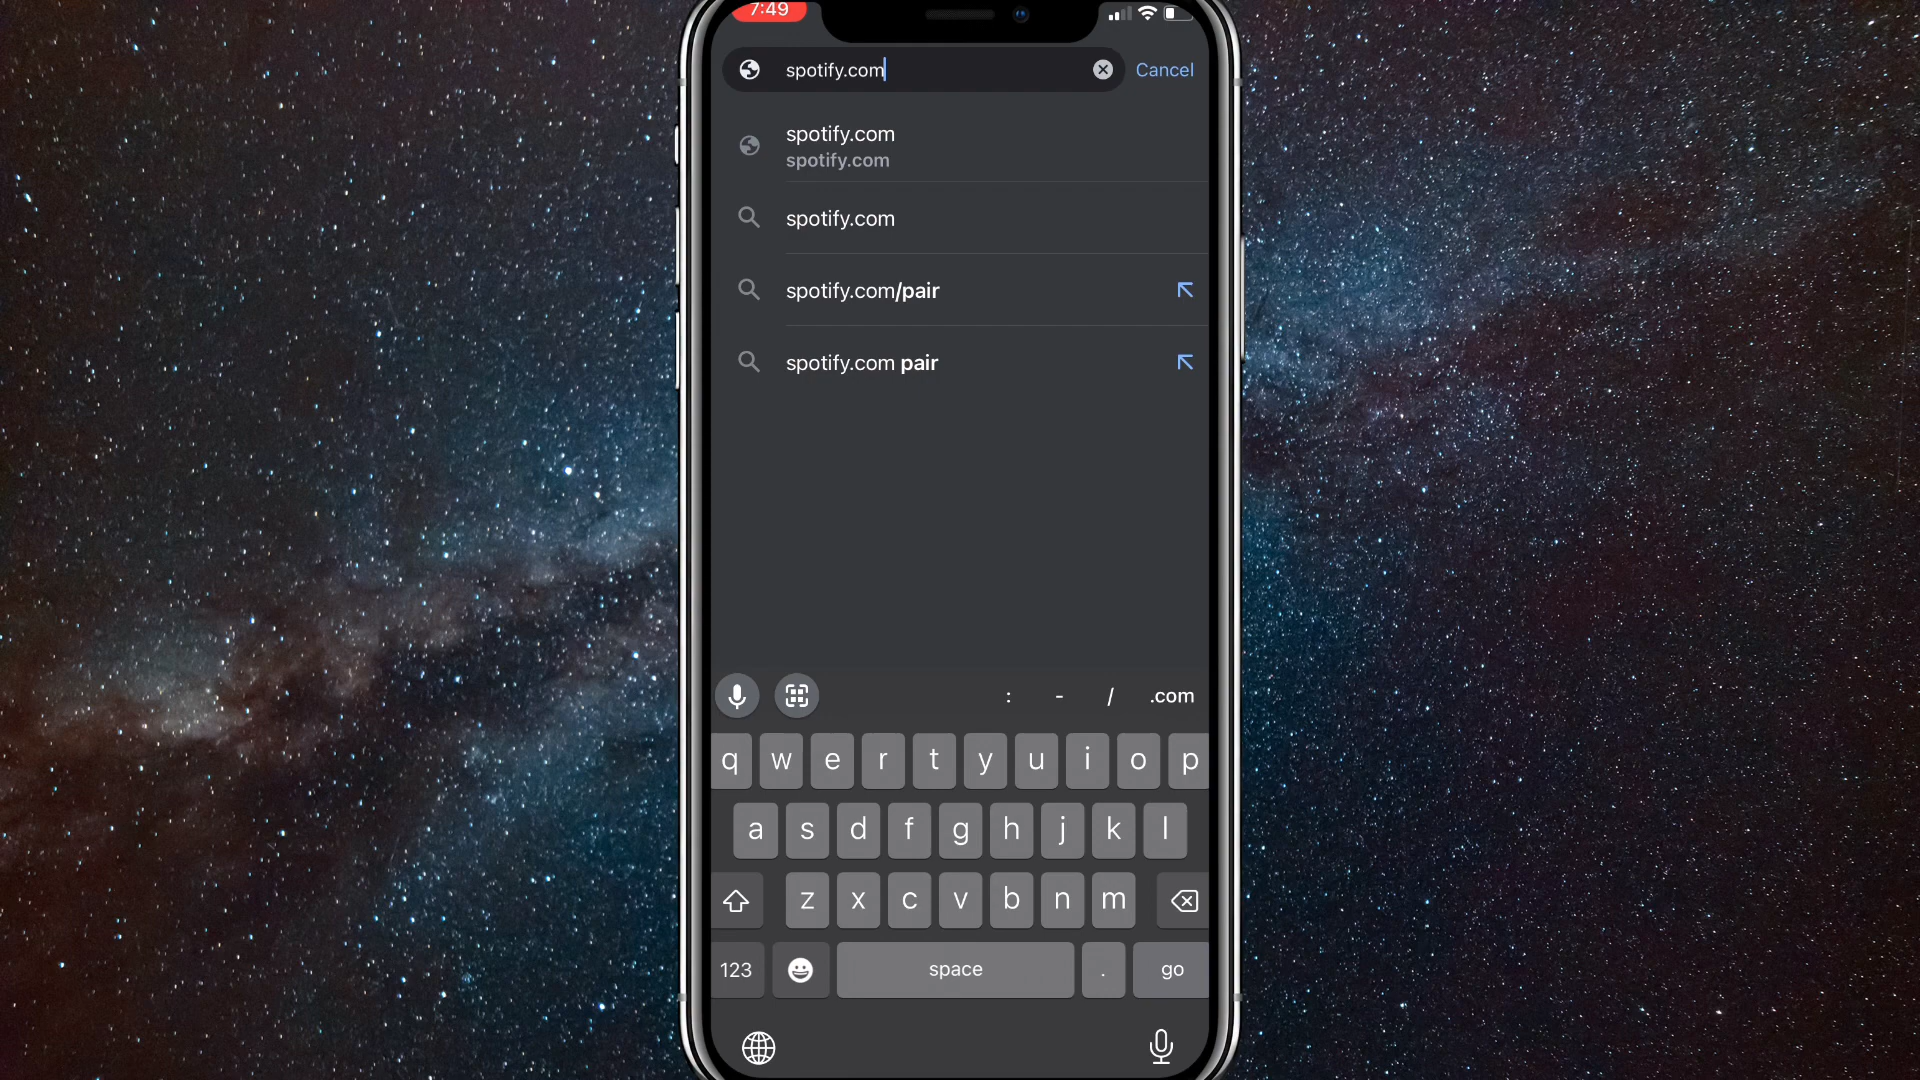 7:49
spotify.com
Cancel
spotify.com
spotify.com
spotify.com
spotify.com/pair
spotify.com pair
: - / .com
q w e r t y u i o p
a s d f g h j k l
z x c v b n m
123 space . go